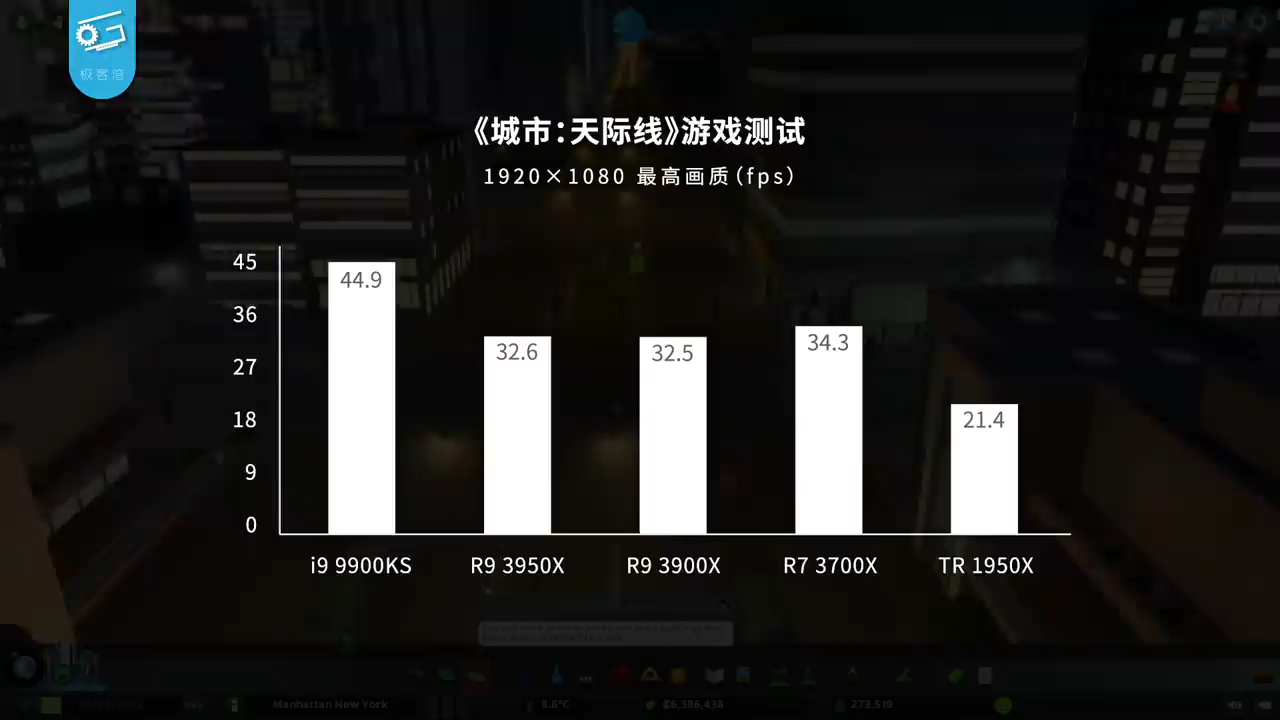 极客湾
《城市：天际线》游戏测试
1920×1080 最高画质（fps）
45
36
27
18
9
0
44.9
32.6
32.5
34.3
21.4
i9 9900KS
R9 3950X
R9 3900X
R7 3700X
TR 1950X
Manhattan New York
8.6°C
₡6,386,438
273,519